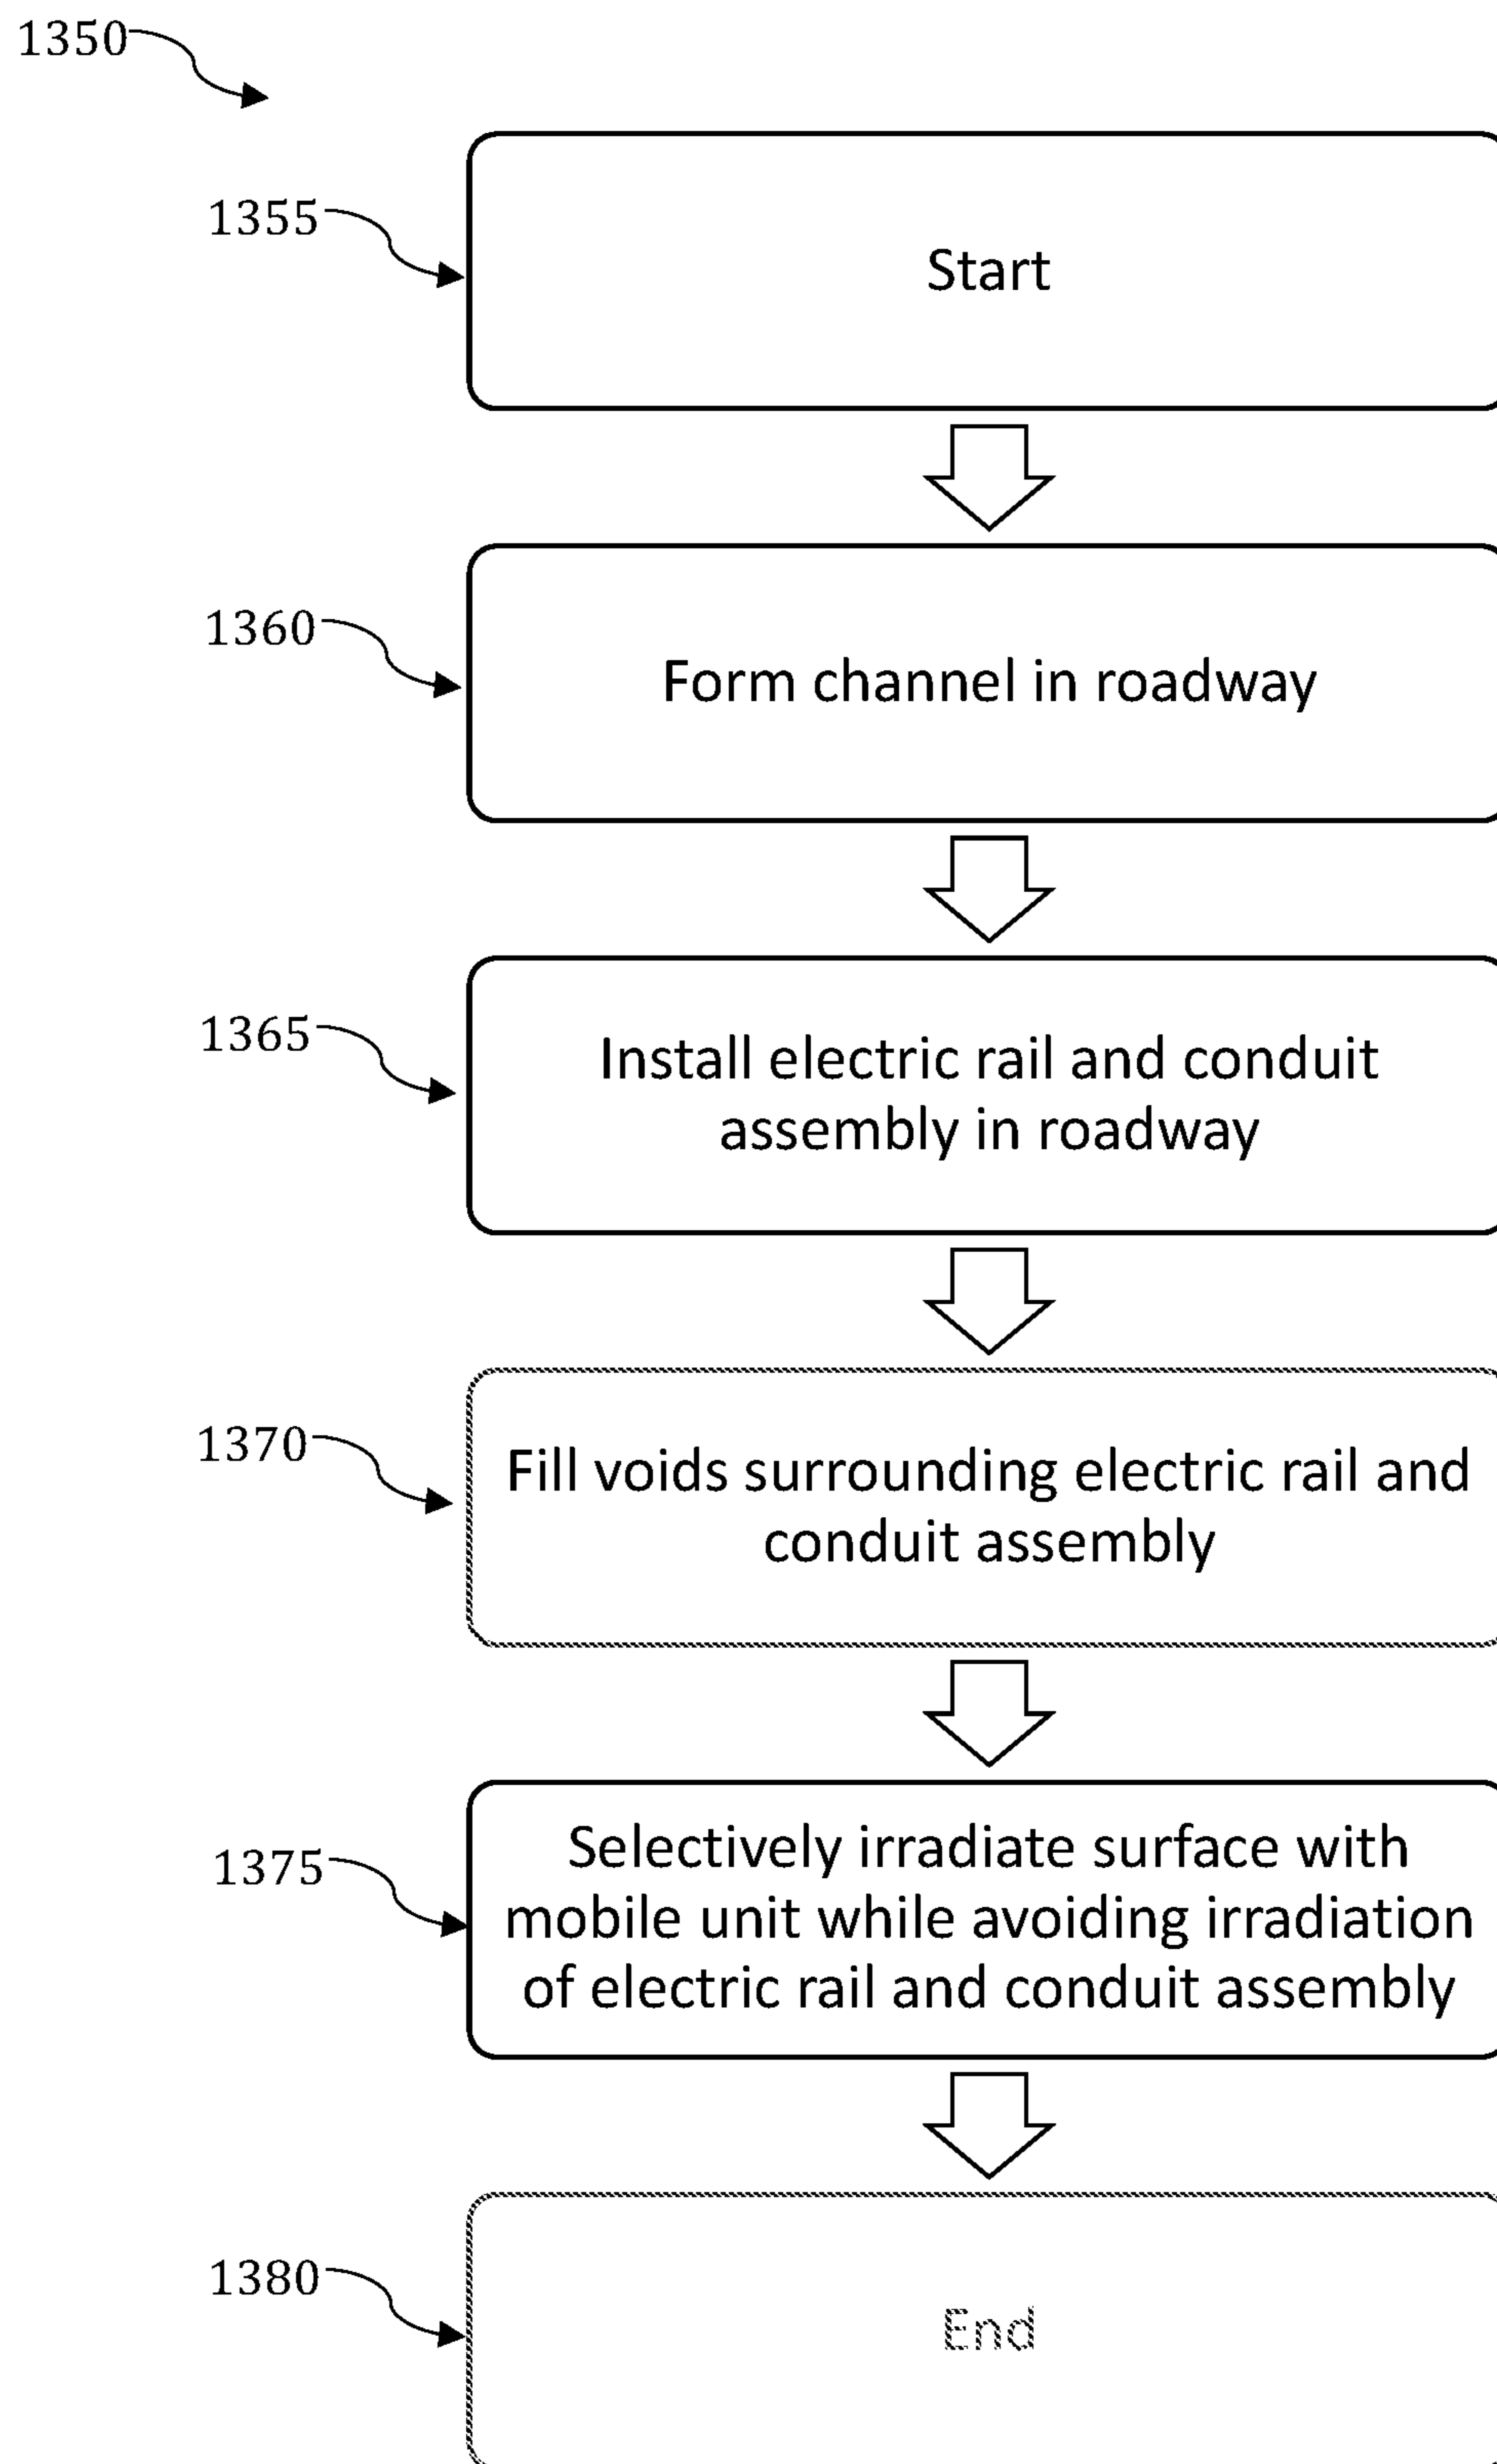 1350
1355
Start
1360
Form channel in roadway
1365
Install electric rail and conduit
assembly in roadway
1370
Fill voids surrounding electric rail and
conduit assembly
1375
Selectively irradiate surface with
mobile unit while avoiding irradiation
of electric rail and conduit assembly
1380
End